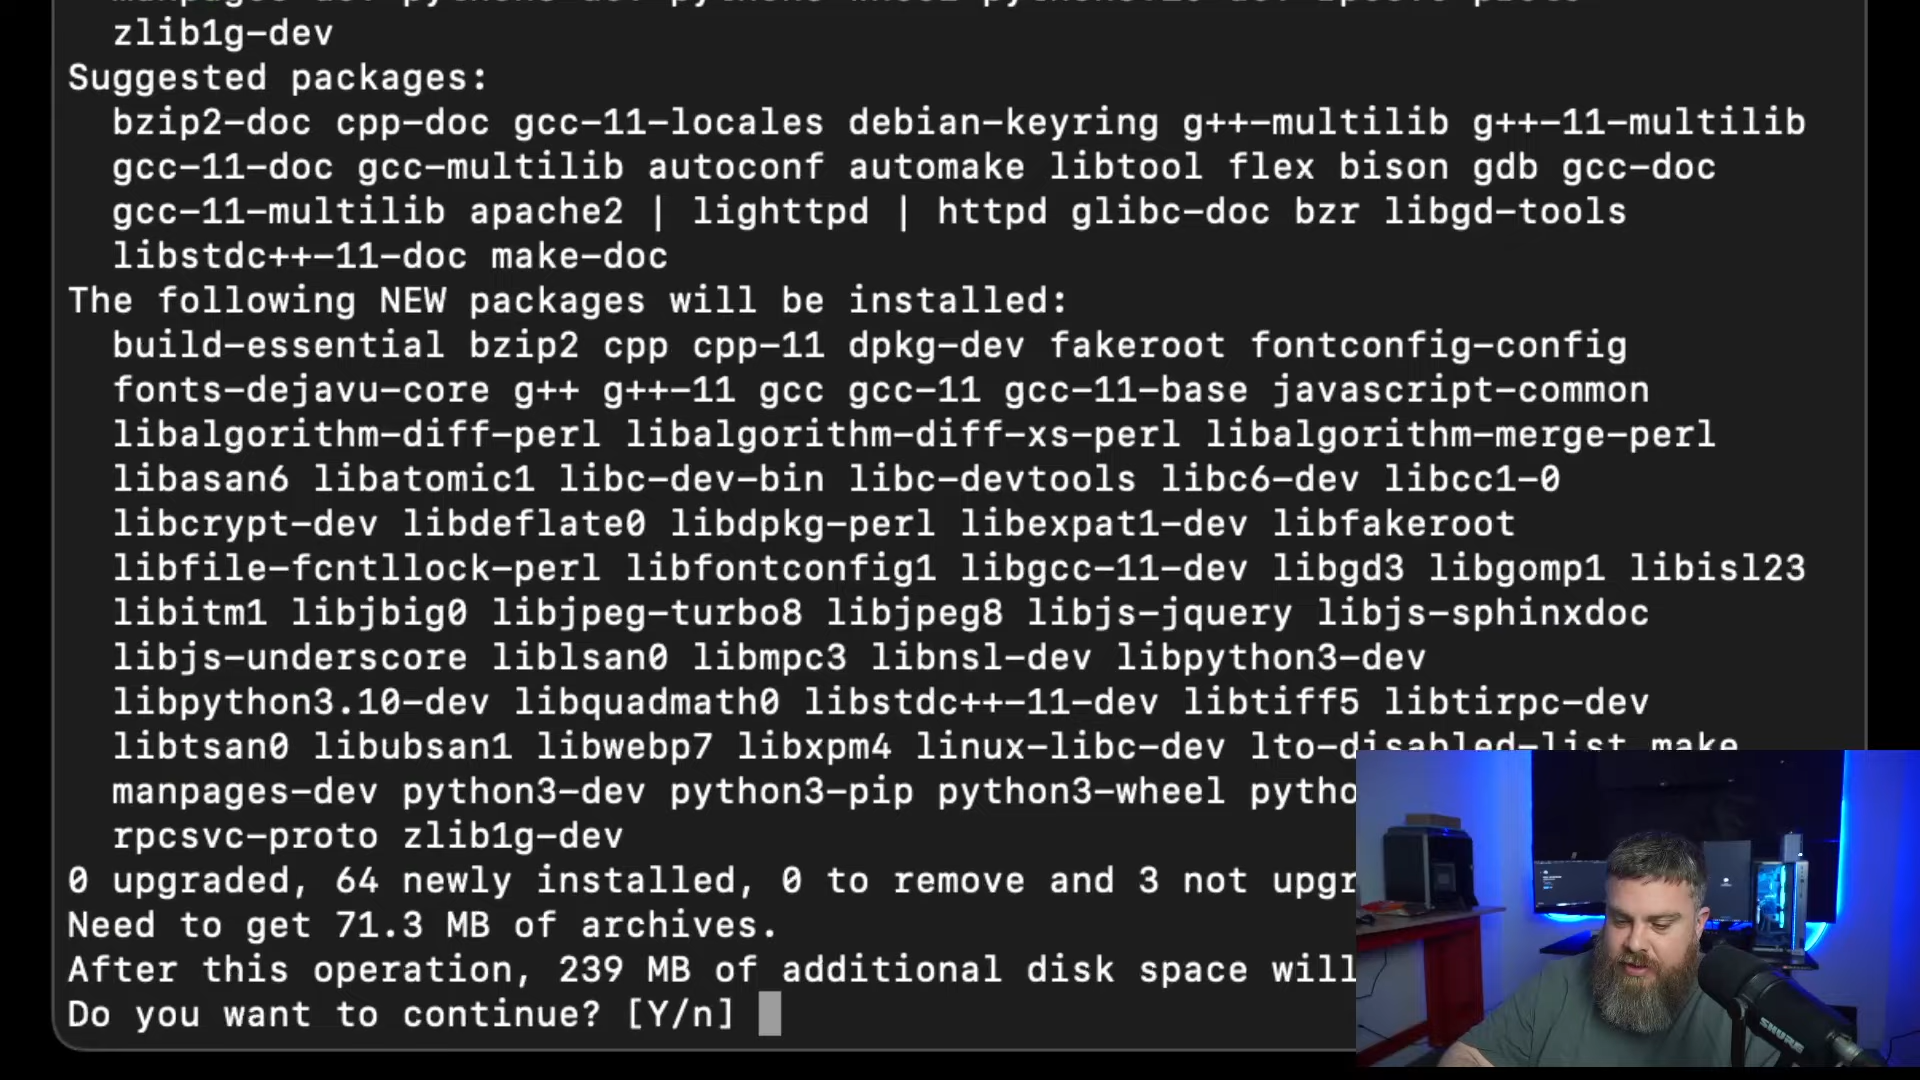 zlib1g-dev
Suggested packages:
bzip2-doc cpp-doc gcc-11-locales debian-keyring g++-multilib g++-11-multilib
gcc-11-doc gcc-multilib autoconf automake libtool flex bison gdb gcc-doc
gcc-11-multilib apache2 | lighttpd | httpd glibc-doc bzr libgd-tools
libstdc++-11-doc make-doc
The following NEW packages will be installed:
build-essential bzip2 cpp cpp-11 dpkg-dev fakeroot fontconfig-config
fonts-dejavu-core g++ g++-11 gcc gcc-11 gcc-11-base javascript-common
libalgorithm-diff-perl libalgorithm-diff-xs-perl libalgorithm-merge-perl
libasan6 libatomic1 libc-dev-bin libc-devtools libc6-dev libcc1-0
libcrypt-dev libdeflate0 libdpkg-perl libexpat1-dev libfakeroot
libfile-fcntllock-perl libfontconfig1 libgcc-11-dev libgd3 libgomp1 libisl23
libitm1 libjbig0 libjpeg-turbo8 libjpeg8 libjs-jquery libjs-sphinxdoc
libjs-underscore liblsan0 libmpc3 libnsl-dev libpython3-dev
libpython3.10-dev libquadmath0 libstdc++-11-dev libtiff5 libtirpc-dev
libtsan0 libubsan1 libwebp7 libxpm4 linux-libc-dev lto-disabled-list make
manpages-dev python3-dev python3-pip python3-wheel pytho
rpcsvc-proto zlib1g-dev
0 upgraded, 64 newly installed, 0 to remove and 3 not upgr
Need to get 71.3 MB of archives.
After this operation, 239 MB of additional disk space will
Do you want to continue? [Y/n]
SHURE